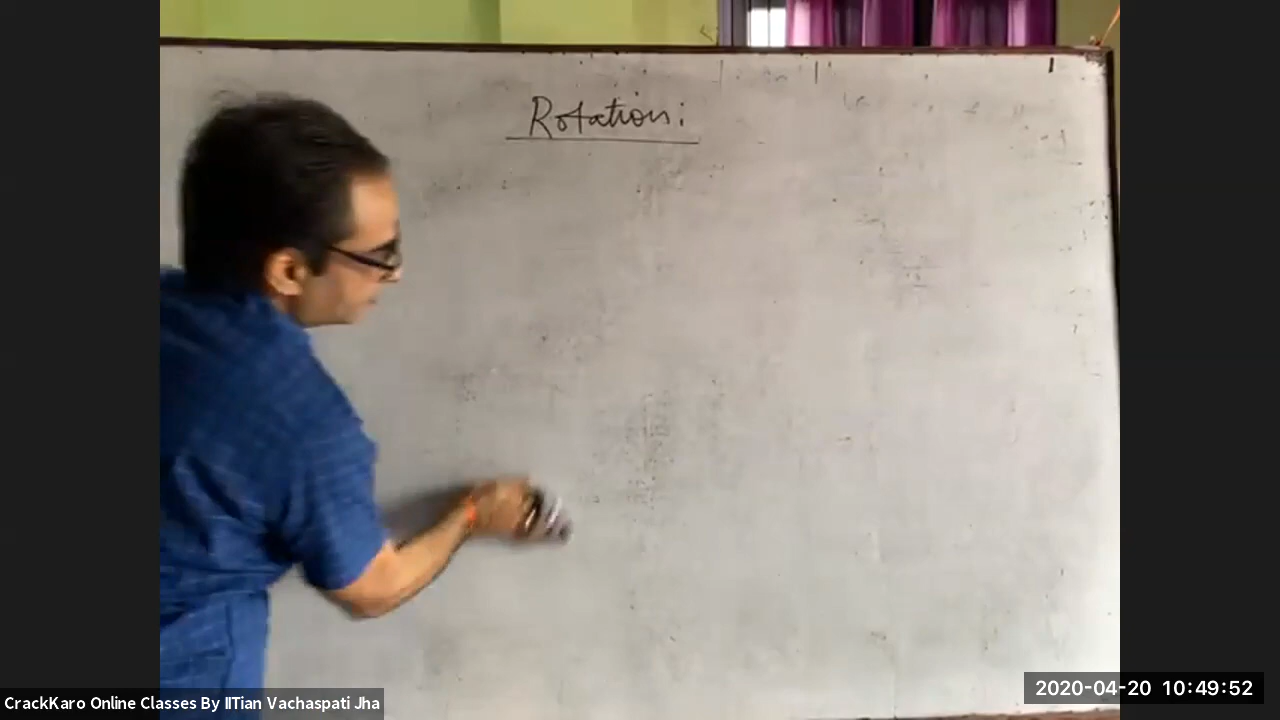 Rotation:
CrackKaro Online Classes By IITian Vachaspati Jha
2020-04-20 10:49:52